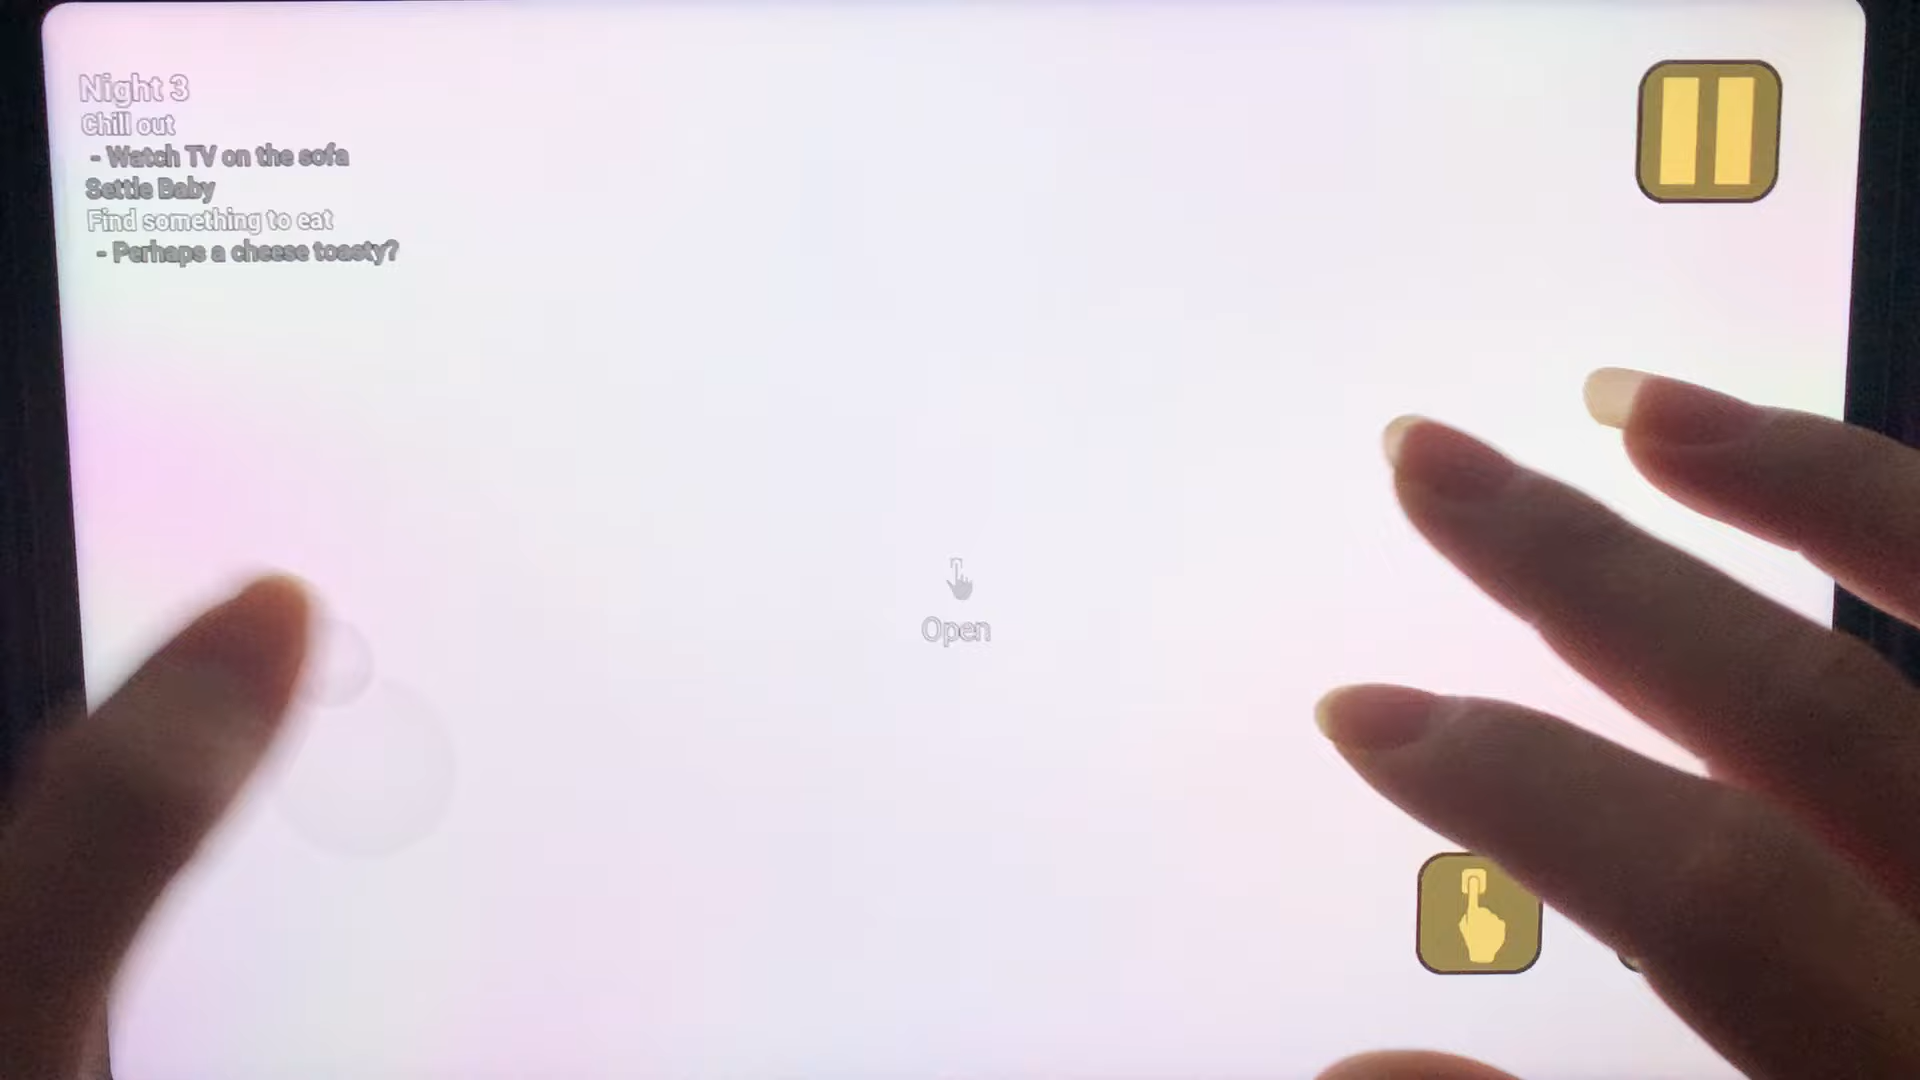 Night 3
Chill out
- Watch TV on the sofa
Settle Baby
Find something to eat
- Perhaps a cheese toasty?
Open